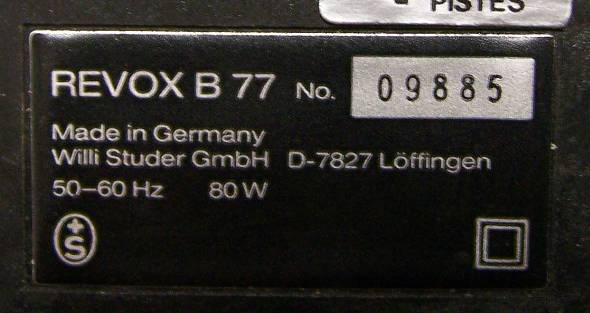 PISTES
REVOX B 77 No. 09885
Made in Germany
Willi Studer GmbH D-7827 Löffingen
50–60 Hz 80 W
+S